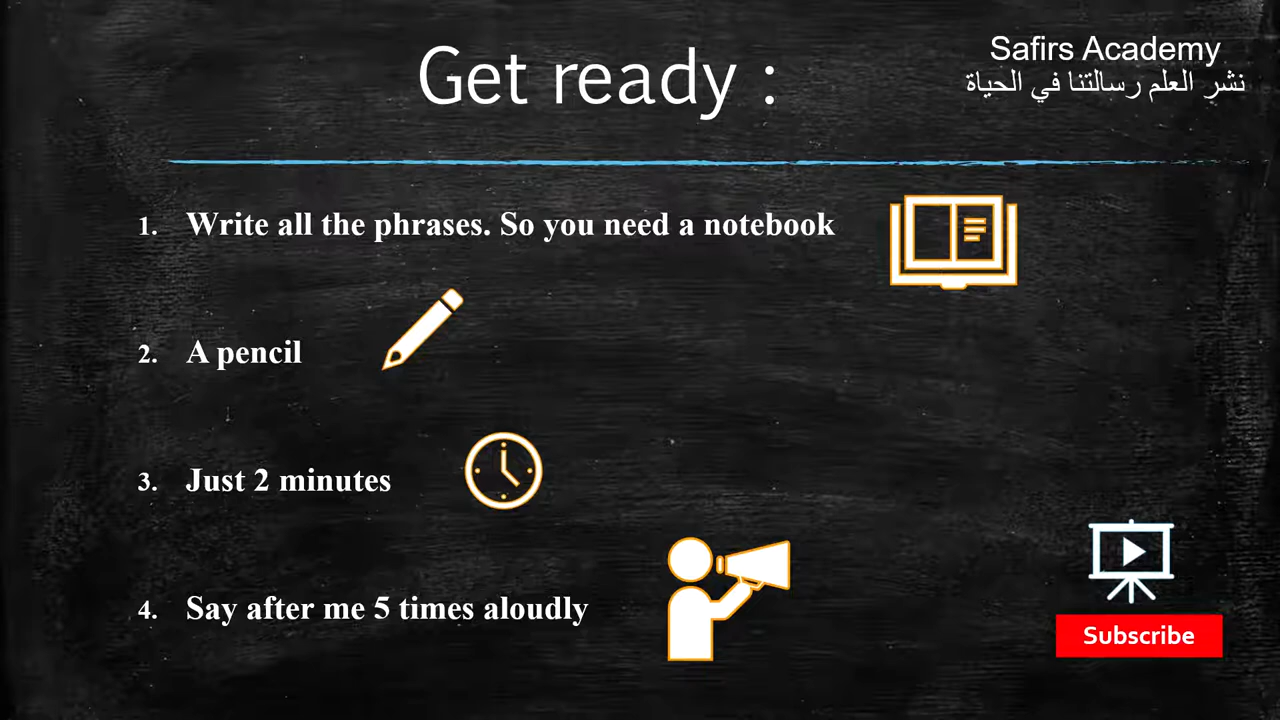 Get ready :
Safirs Academy
نشر العلم رسالتنا في الحياة
1. Write all the phrases. So you need a notebook
2. A pencil
3. Just 2 minutes
4. Say after me 5 times aloudly
Subscribe